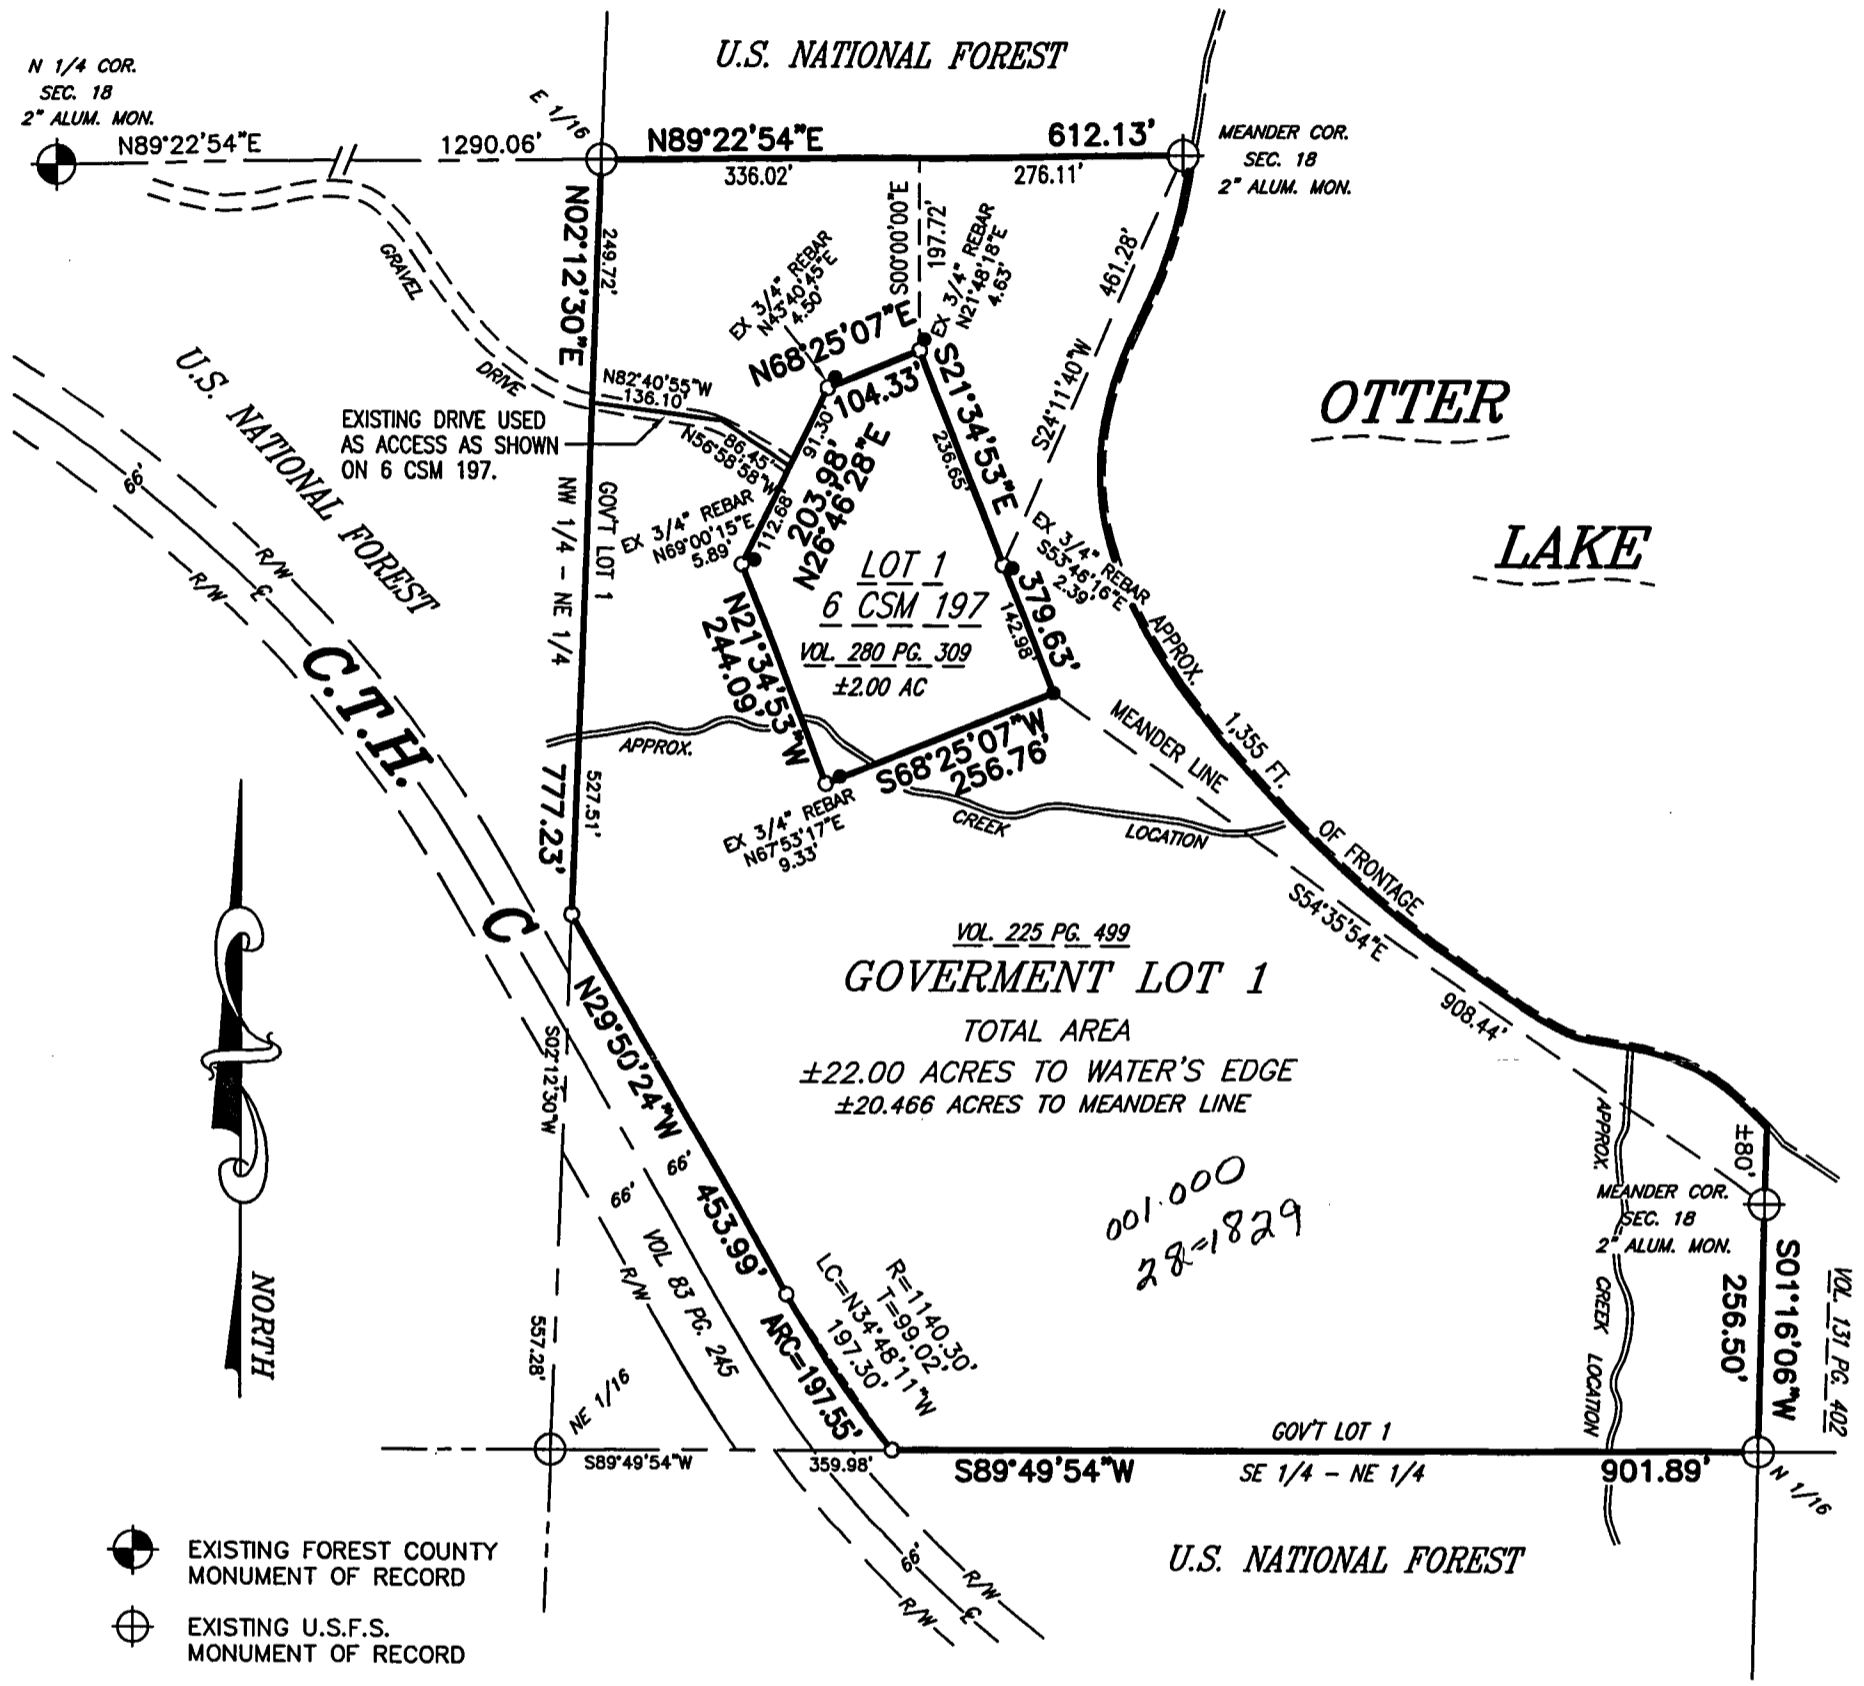 U.S. NATIONAL FOREST
N 1/4 COR.
SEC. 18
2" ALUM. MON.
N89°22'54"E
1290.06'
E 1/16
N89°22'54"E
612.13'
336.02'
276.11'
MEANDER COR.
SEC. 18
2" ALUM. MON.
N02°12'30"E
249.72'
S00°00'00"E
197.72'
EX 3/4" REBAR
N43°40'45"E
4.50'
EX 3/4" REBAR
N21°48'18"E
4.63'
461.28'
S24°11'40"W
GRAVEL
DRIVE
N68°25'07"E
104.33'
S21°34'53"E
236.65'
379.63'
142.98'
N82°40'55"W
136.10'
86.45'
N56°58'58"W
91.30'
112.68'
203.98'
N26°46'28"E
EXISTING DRIVE USED
AS ACCESS AS SHOWN
ON 6 CSM 197.
OTTER
LAKE
U.S. NATIONAL FOREST
66'
R/W
℄
R/W
C.T.H.
C
GOV'T LOT 1
NW 1/4 - NE 1/4
EX 3/4" REBAR
N69°00'15"E
5.89'
EX 3/4" REBAR
S53°46'16"E
2.39'
LOT 1
6 CSM 197
VOL. 280 PG. 309
±2.00 AC
N21°34'53"W
244.09'
APPROX.
CREEK
LOCATION
S68°25'07"W
256.76'
EX 3/4" REBAR
N67°53'17"E
9.33'
MEANDER LINE
S54°35'54"E
908.44'
APPROX.
1,355 FT.
OF FRONTAGE
777.23'
527.51'
VOL. 225 PG. 499
GOVERMENT LOT 1
TOTAL AREA
±22.00 ACRES TO WATER'S EDGE
±20.466 ACRES TO MEANDER LINE
001.000
28-1829
N29°50'24"W
453.99'
S02°12'30"W
557.28'
66'
66'
VOL. 83 PG. 245
R/W
R=1140.30'
T=99.02'
LC=N34°48'11"W
197.30'
ARC=197.55'
±80'
MEANDER COR.
SEC. 18
2" ALUM. MON.
APPROX.
CREEK LOCATION
S01°16'06"W
256.50'
VOL. 131 PG. 402
NORTH
NE 1/16
S89°49'54"W
359.98'
S89°49'54"W
901.89'
GOV'T LOT 1
SE 1/4 - NE 1/4
N 1/16
66'
R/W
℄
R/W
U.S. NATIONAL FOREST
EXISTING FOREST COUNTY
MONUMENT OF RECORD
EXISTING U.S.F.S.
MONUMENT OF RECORD